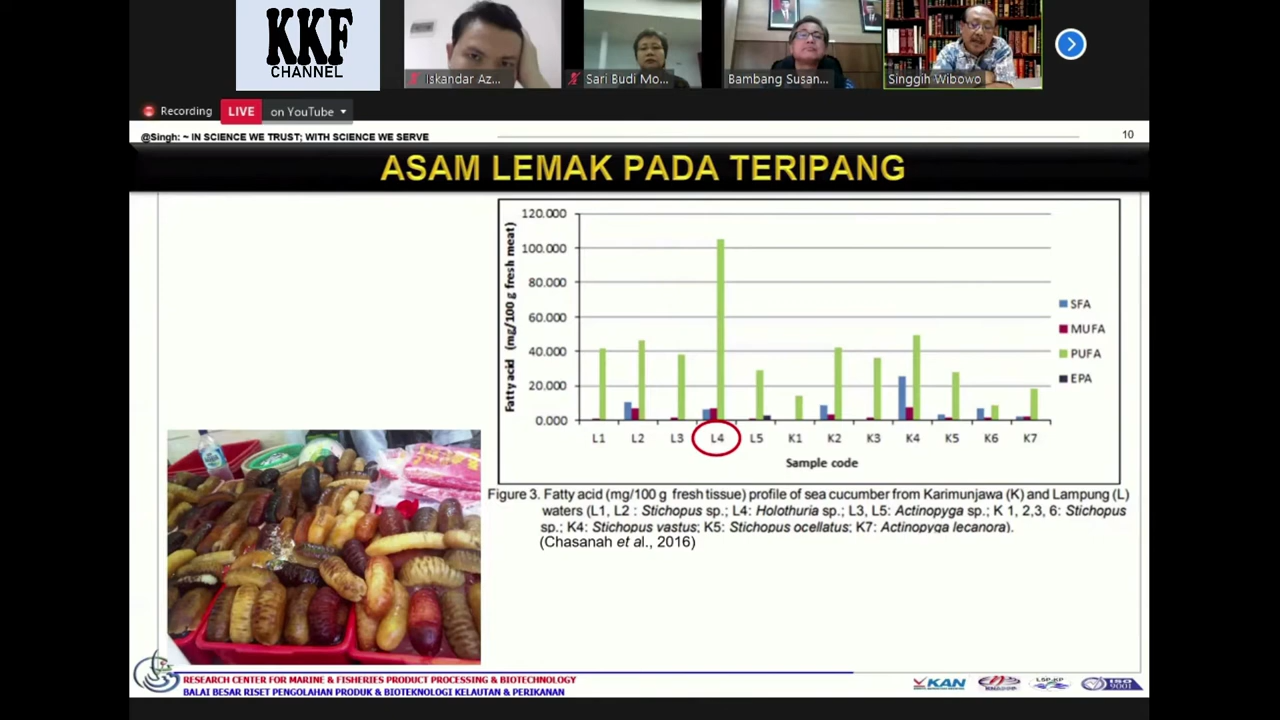 KKF
CHANNEL
Iskandar Az...
Sari Budi Mo...
Bambang Susan...
Singgih Wibowo
Recording
LIVE
on YouTube
@Singh: ~ IN SCIENCE WE TRUST; WITH SCIENCE WE SERVE
10
ASAM LEMAK PADA TERIPANG
Fatty acid (mg/100 g fresh meat)
120.000
100.000
80.000
60.000
40.000
20.000
0.000
L1 L2 L3 L4 L5 K1 K2 K3 K4 K5 K6 K7
Sample code
SFA
MUFA
PUFA
EPA
Figure 3. Fatty acid (mg/100 g fresh tissue) profile of sea cucumber from Karimunjawa (K) and Lampung (L)
waters (L1, L2 : Stichopus sp.; L4: Holothuria sp.; L3, L5: Actinopyga sp.; K 1, 2,3, 6: Stichopus
sp.; K4: Stichopus vastus; K5: Stichopus ocellatus; K7: Actinopyga lecanora).
(Chasanah et al., 2016)
RESEARCH CENTER FOR MARINE & FISHERIES PRODUCT PROCESSING & BIOTECHNOLOGY
BALAI BESAR RISET PENGOLAHAN PRODUK & BIOTEKNOLOGI KELAUTAN & PERIKANAN
KAN
LSP-KP
ISO
9001